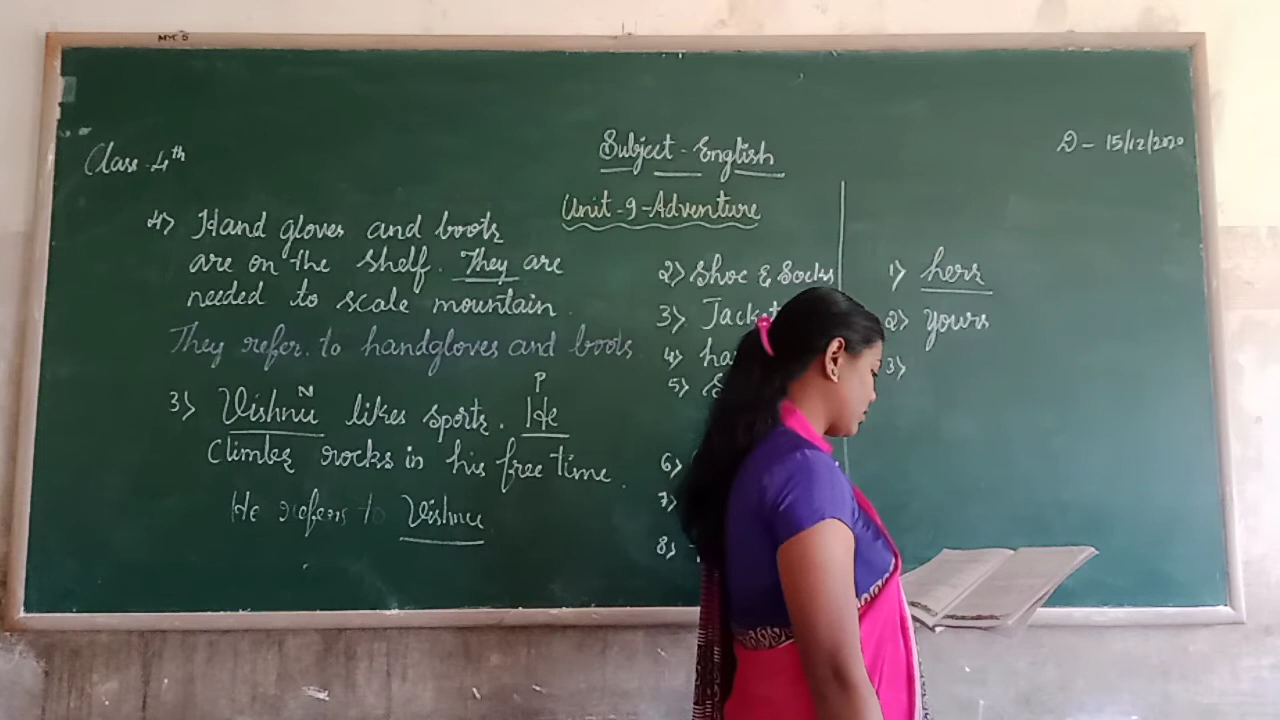 MYC 5
Class-4th
Subject-English
D-15/12/2020
Unit-9-Adventure
4> Hand gloves and boots
are on the shelf. They are
needed to scale mountain.
They refer. to handgloves and boots
N
P
3> Vishnu likes sports. He
Climbs rocks in his free time.
He refers to Vishnu
2> Shoe & Socks
3> Jacket
4>
5>
6>
7>
8>
1> hers
2> yours
3>